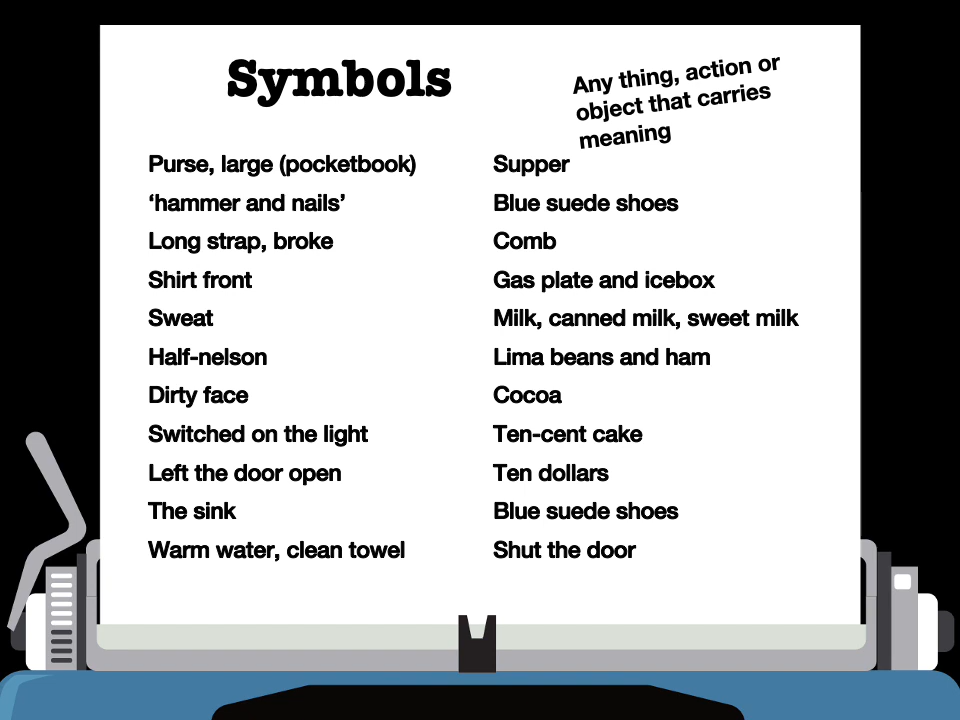 Symbols
Any thing, action or
object that carries
meaning
Purse, large (pocketbook)
‘hammer and nails’
Long strap, broke
Shirt front
Sweat
Half-nelson
Dirty face
Switched on the light
Left the door open
The sink
Warm water, clean towel
Supper
Blue suede shoes
Comb
Gas plate and icebox
Milk, canned milk, sweet milk
Lima beans and ham
Cocoa
Ten-cent cake
Ten dollars
Blue suede shoes
Shut the door